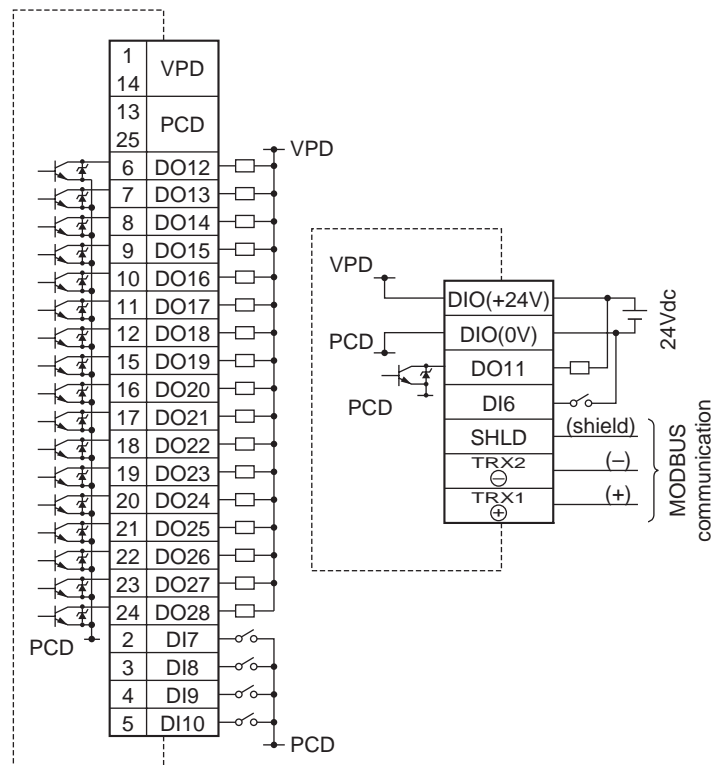 1
14
VPD
13
25
PCD
VPD
6 DO12
7 DO13
8 DO14
9 DO15
10 DO16
11 DO17
12 DO18
15 DO19
16 DO20
17 DO21
18 DO22
19 DO23
20 DO24
21 DO25
22 DO26
23 DO27
24 DO28
PCD
2 DI7
3 DI8
4 DI9
5 DI10
PCD
VPD
DIO(+24V)
24Vdc
PCD
DIO(0V)
DO11
PCD
DI6
SHLD (shield)
TRX2 (–)
⊖
TRX1 (+)
⊕
MODBUS
communication